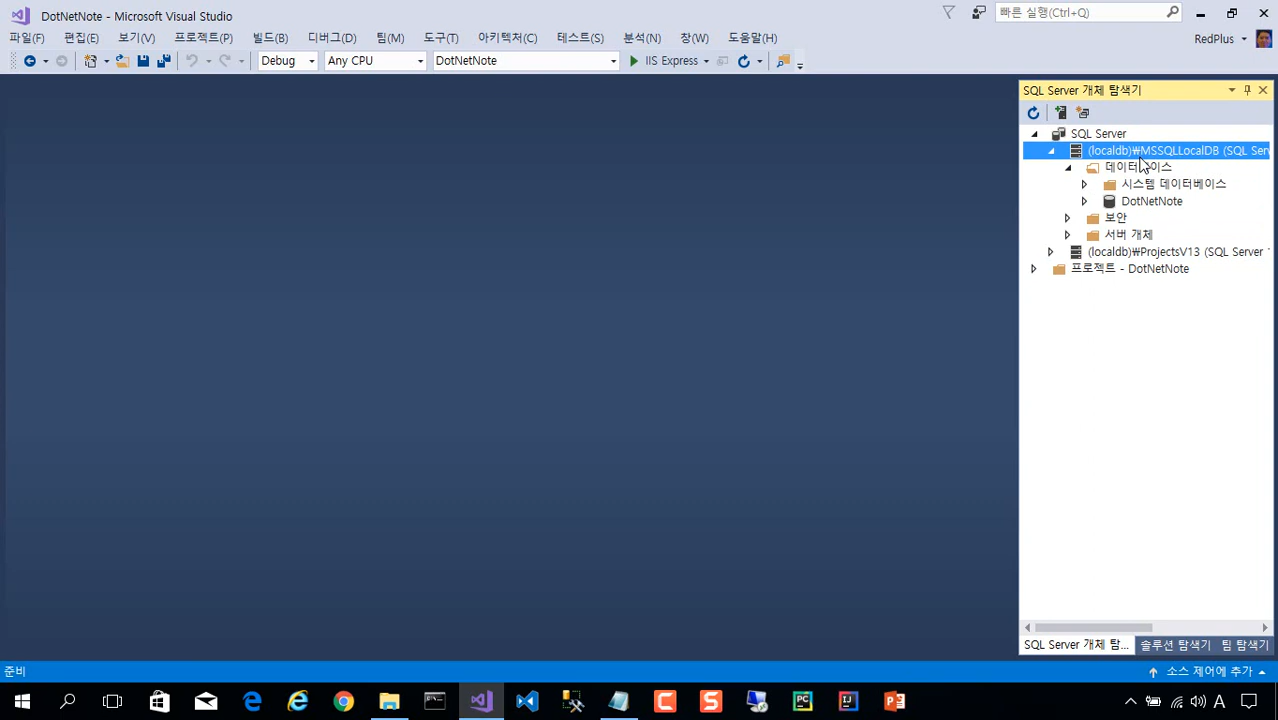 DotNetNote - Microsoft Visual Studio
빠른 실행(Ctrl+Q)
파일(F) 편집(E) 보기(V) 프로젝트(P) 빌드(B) 디버그(D) 팀(M) 도구(T) 아키텍처(C) 테스트(S) 분석(N) 창(W) 도움말(H)
RedPlus
Debug Any CPU DotNetNote IIS Express
SQL Server 개체 탐색기
SQL Server
(localdb)₩MSSQLLocalDB (SQL Serv
데이터베이스
시스템 데이터베이스
DotNetNote
보안
서버 개체
(localdb)₩ProjectsV13 (SQL Server
프로젝트 - DotNetNote
SQL Server 개체 탐... 솔루션 탐색기 팀 탐색기
준비
소스 제어에 추가
A